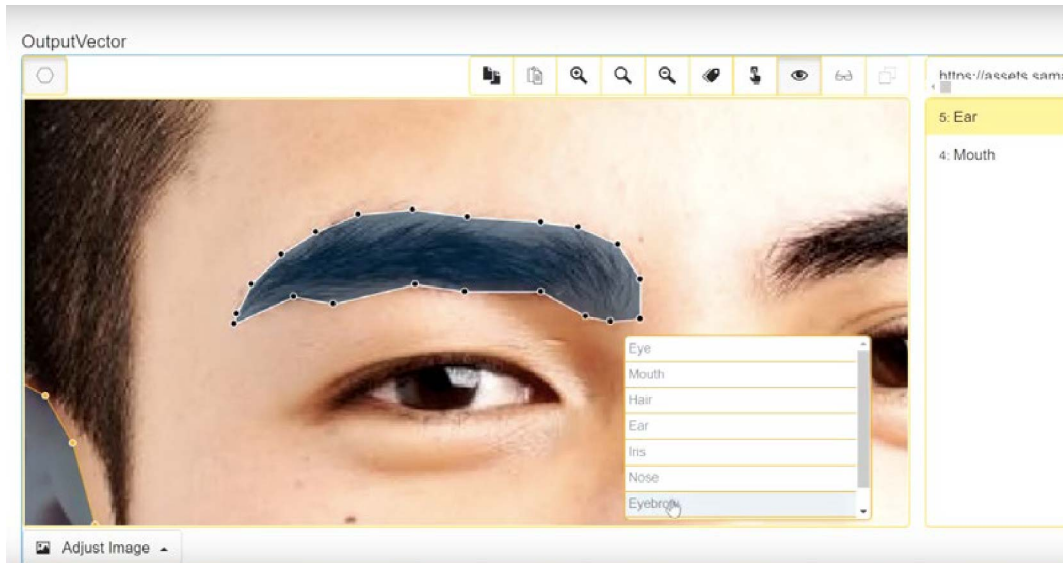 OutputVector
https://assets.sam
5: Ear
4: Mouth
Eye
Mouth
Hair
Ear
Iris
Nose
Eyebrow
Adjust Image